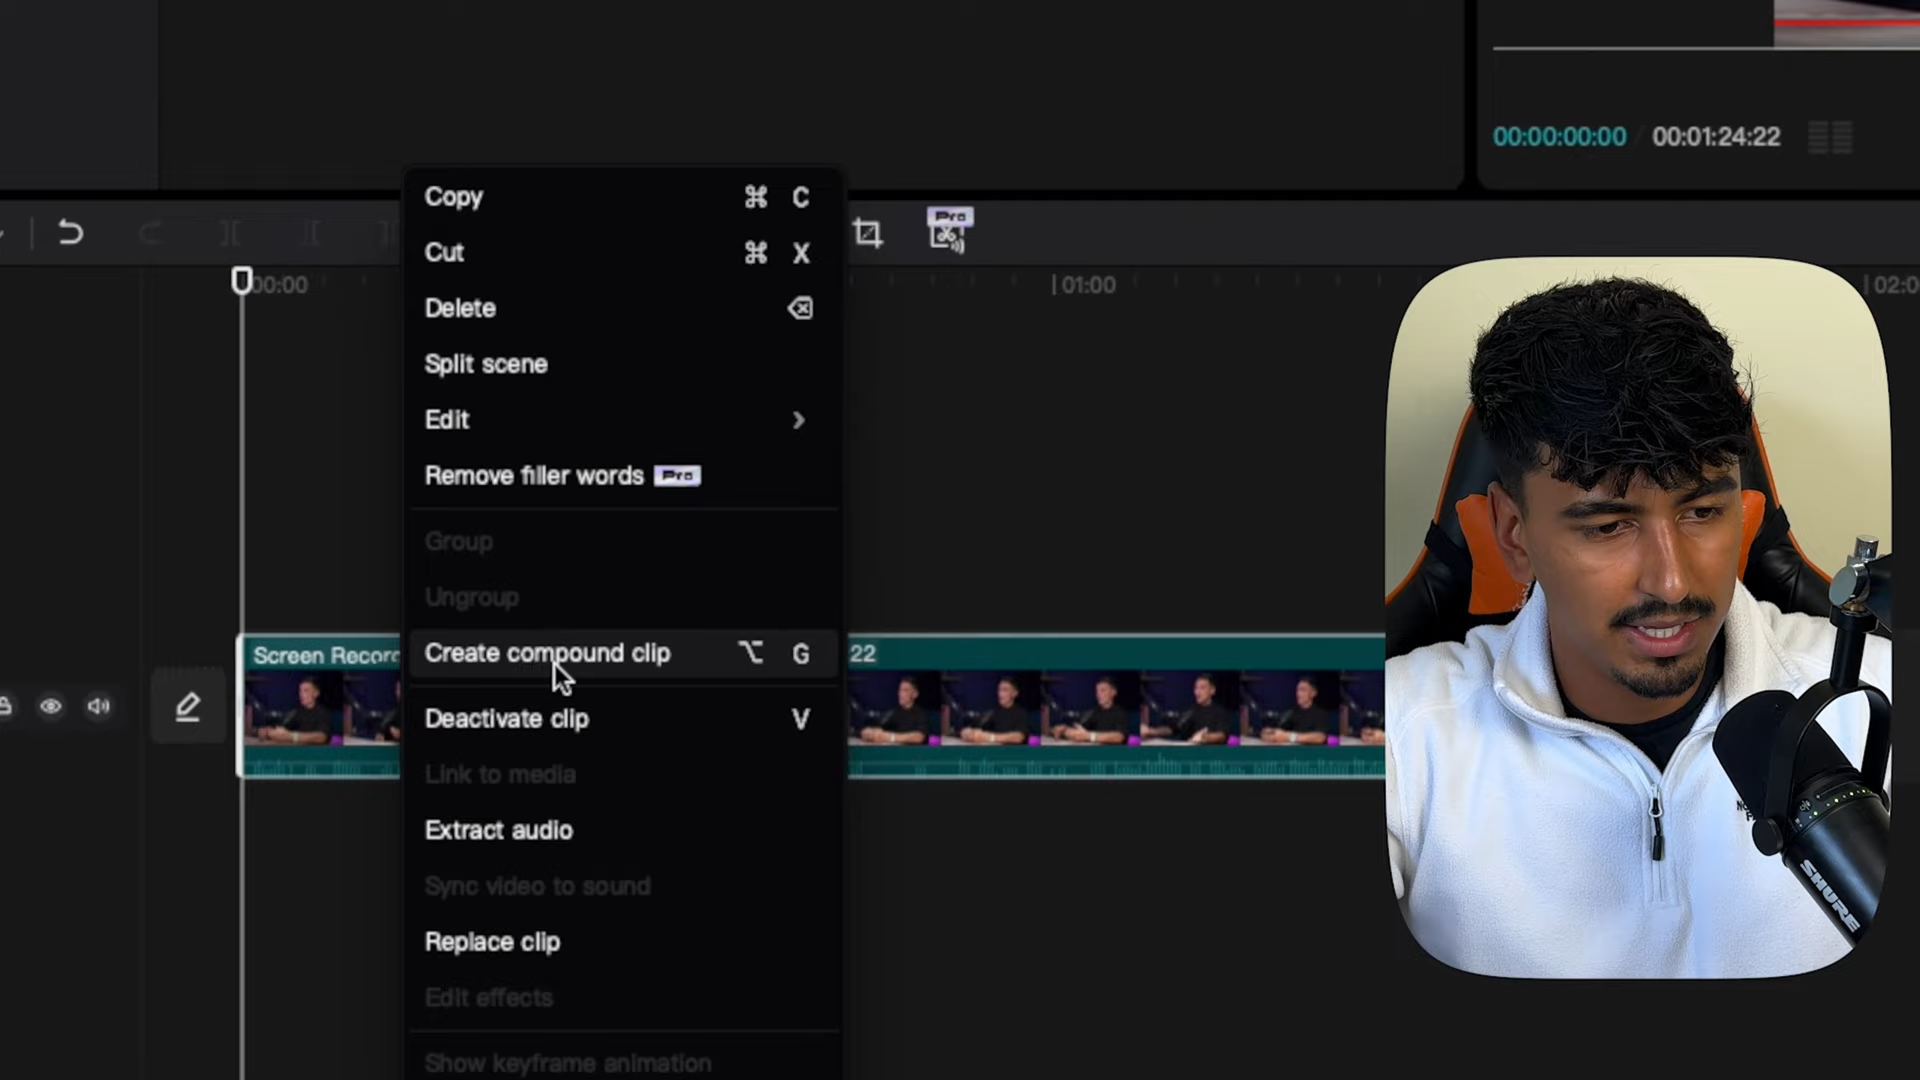 00:00:00:00 / 00:01:24:22
Copy ⌘ C
Cut ⌘ X
Delete
Split scene
Edit
Remove filler words Pro
Group
Ungroup
Create compound clip ⌥ G
Deactivate clip V
Link to media
Extract audio
Sync video to sound
Replace clip
Edit effects
Show keyframe animation
Pro
00:00
01:00
02:0
Screen Recor
22
SHURE